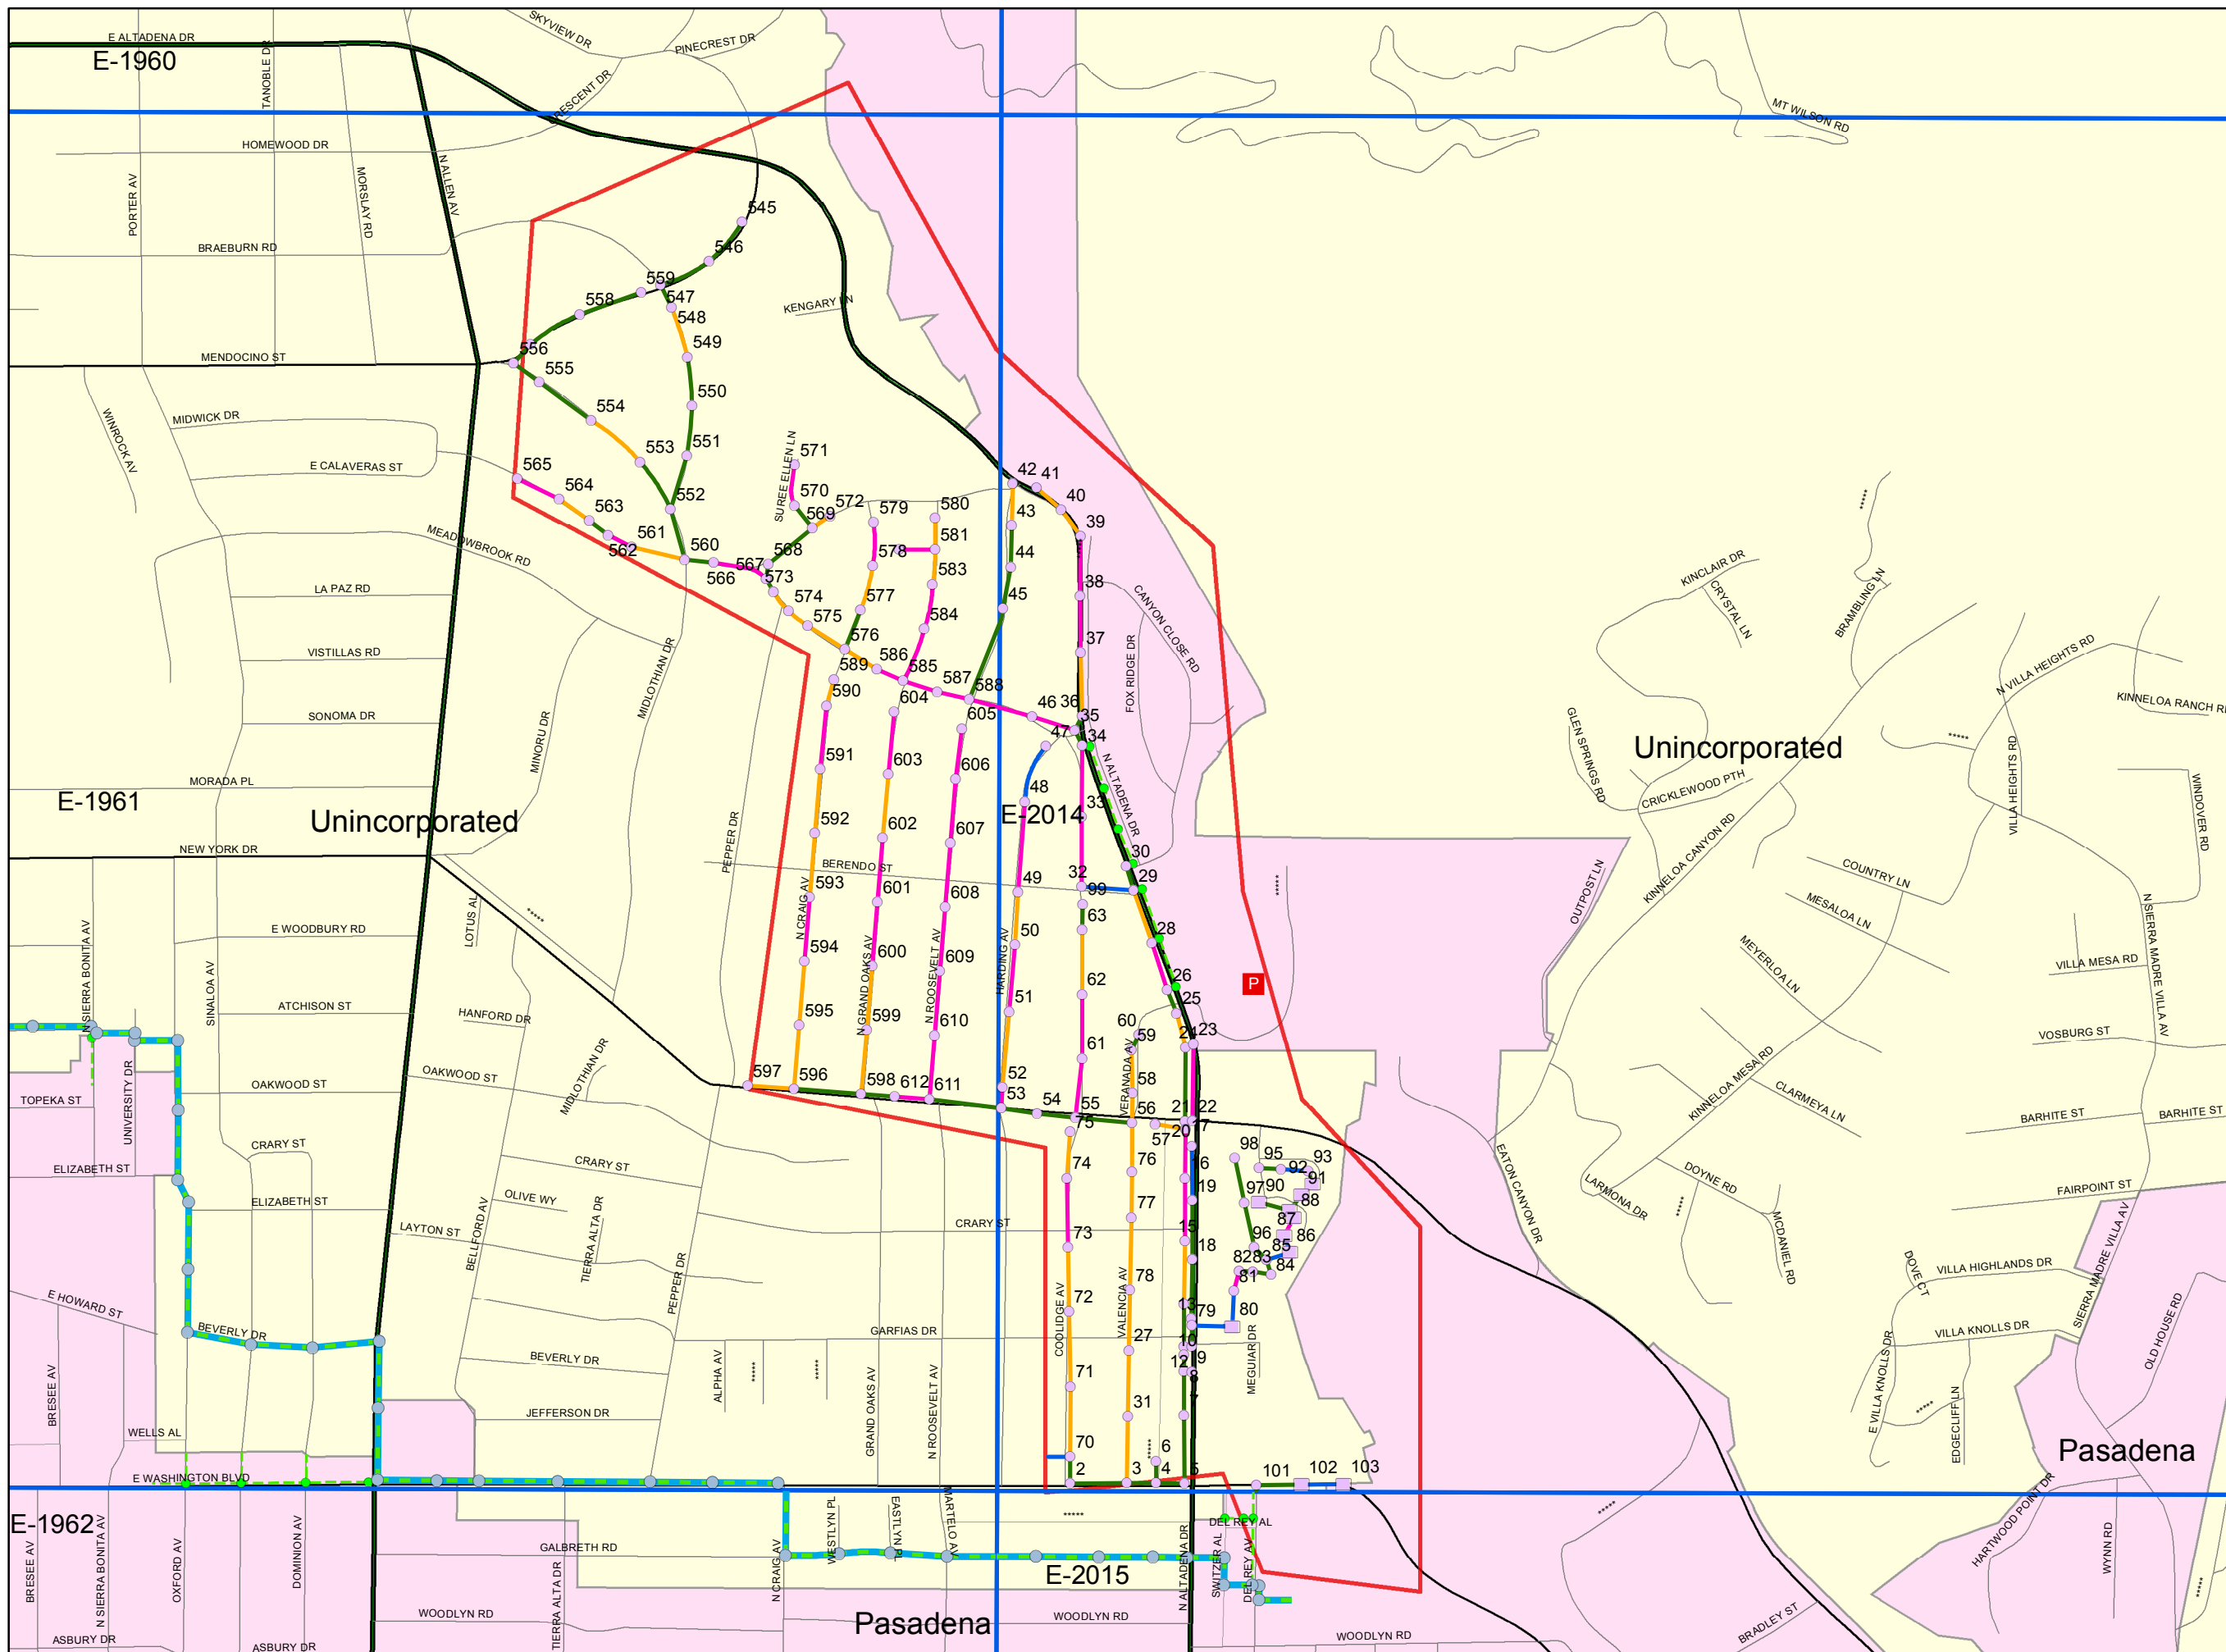 E ALTADENA DR
SKYVIEW DR
PINECREST DR
E-1960
TANOBLE DR
MT WILSON RD
HOMEWOOD DR
PORTER AV
MORSLAY RD
N ALLEN AV
545
BRAEBURN RD
546
559
558
547
548
KENGARY LN
549
MENDOCINO ST
556
555
550
WINROCK AV
MIDWICK DR
554
E CALAVERAS ST
553
551
SUREE ELLEN LN
571
42
41
565
564
563
552
570
569
572
579
580
40
43
39
MEADOWBROOK RD
561
562
560
568
567
566
573
578
581
44
583
38
KINCLAIR DR
CRYSTAL LN
BRAMBLING LN
LA PAZ RD
574
575
577
584
45
CANYON CLOSE RD
37
FOX RIDGE DR
576
VISTILLAS RD
MIDLOTHIAN DR
589
586
585
587
588
N VILLA HEIGHTS RD
590
604
605
46
36
35
SONOMA DR
MINORU DR
47
34
GLEN SPRINGS RD
Unincorporated
VILLA HEIGHTS RD
MORADA PL
591
603
606
48
33
N ALTADENA DR
CRICKLEWOOD PTH
WINDOVER RD
E-1961
Unincorporated
E-2014
592
602
607
NEW YORK DR
PEPPER DR
BERENDO ST
30
KINNELOA CANYON RD
COUNTRY LN
593
601
608
49
32
99
29
OUTPOST LN
MESALOA LN
LOTUS AL
N CRAIG AV
63
E WOODBURY RD
N SIERRA BONITA AV
SINALOA AV
594
600
609
50
28
MEYERLOA LN
N SIERRA MADRE VILLA AV
N GRAND OAKS AV
N ROOSEVELT AV
HARDING AV
62
26
P
VILLA MESA RD
ATCHISON ST
HANFORD DR
595
599
610
51
25
60
59
24
23
VOSBURG ST
UNIVERSITY DR
MIDLOTHIAN DR
61
VERANADA AV
KINNELOA MESA RD
OAKWOOD ST
OAKWOOD ST
597
596
598
612
611
52
53
54
55
58
56
21
22
CLARMEYA LN
TOPEKA ST
75
57
20
17
BARHITE ST
BARHITE ST
CRARY ST
CRARY ST
74
76
16
98
95
92
93
91
EATON CANYON DR
DOYNE RD
ELIZABETH ST
ELIZABETH ST
OLIVE WY
77
19
97
90
88
LARMONA DR
FAIRPOINT ST
LAYTON ST
BELLFORD AV
TIERRA ALTA DR
CRARY ST
73
15
87
86
96
85
MCDANIEL RD
18
82
83
84
81
DOVE CT
VILLA HIGHLANDS DR
SIERRA MADRE VILLA AV
E HOWARD ST
PEPPER DR
COOLIDGE AV
VALENCIA AV
78
72
13
79
80
BEVERLY DR
GARFIAS DR
27
10
9
MEGUIAR DR
VILLA KNOLLS DR
OLD HOUSE RD
BEVERLY DR
12
8
7
BRESEE AV
ALPHA AV
GRAND OAKS AV
N ROOSEVELT AV
71
31
E VILLA KNOLLS DR
EDGECLIFF LN
JEFFERSON DR
WELLS AL
70
6
Pasadena
E WASHINGTON BLVD
2
3
4
5
101
102
103
HARTWOOD POINT DR
E-1962
BRESEE AV
N SIERRA BONITA AV
OXFORD AV
DOMINION AV
WESTLYN PL
EASTLYN PL
MARTELO AV
DEL REY AL
WYNN RD
GALBRETH RD
N CRAIG AV
E-2015
N ALTADENA DR
SWITZER AL
DEL REY AV
TIERRA ALTA DR
WOODLYN RD
Pasadena
WOODLYN RD
WOODLYN RD
BRADLEY ST
ASBURY DR
ASBURY DR